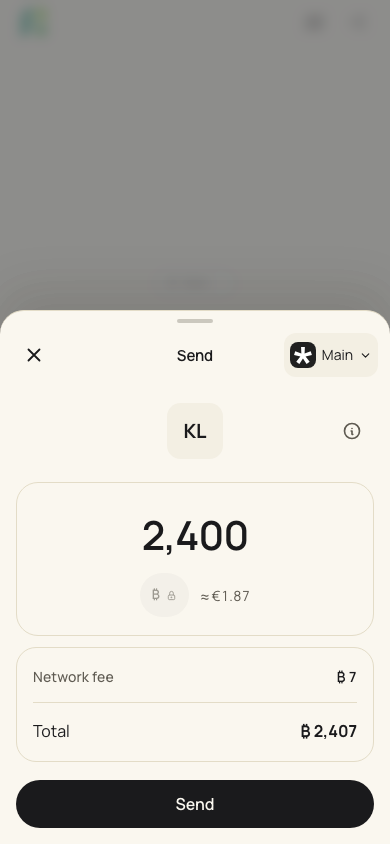 Send
Main
KL
2,400
₿ ≈€1.87
Network fee ₿ 7
Total ₿ 2,407
Send